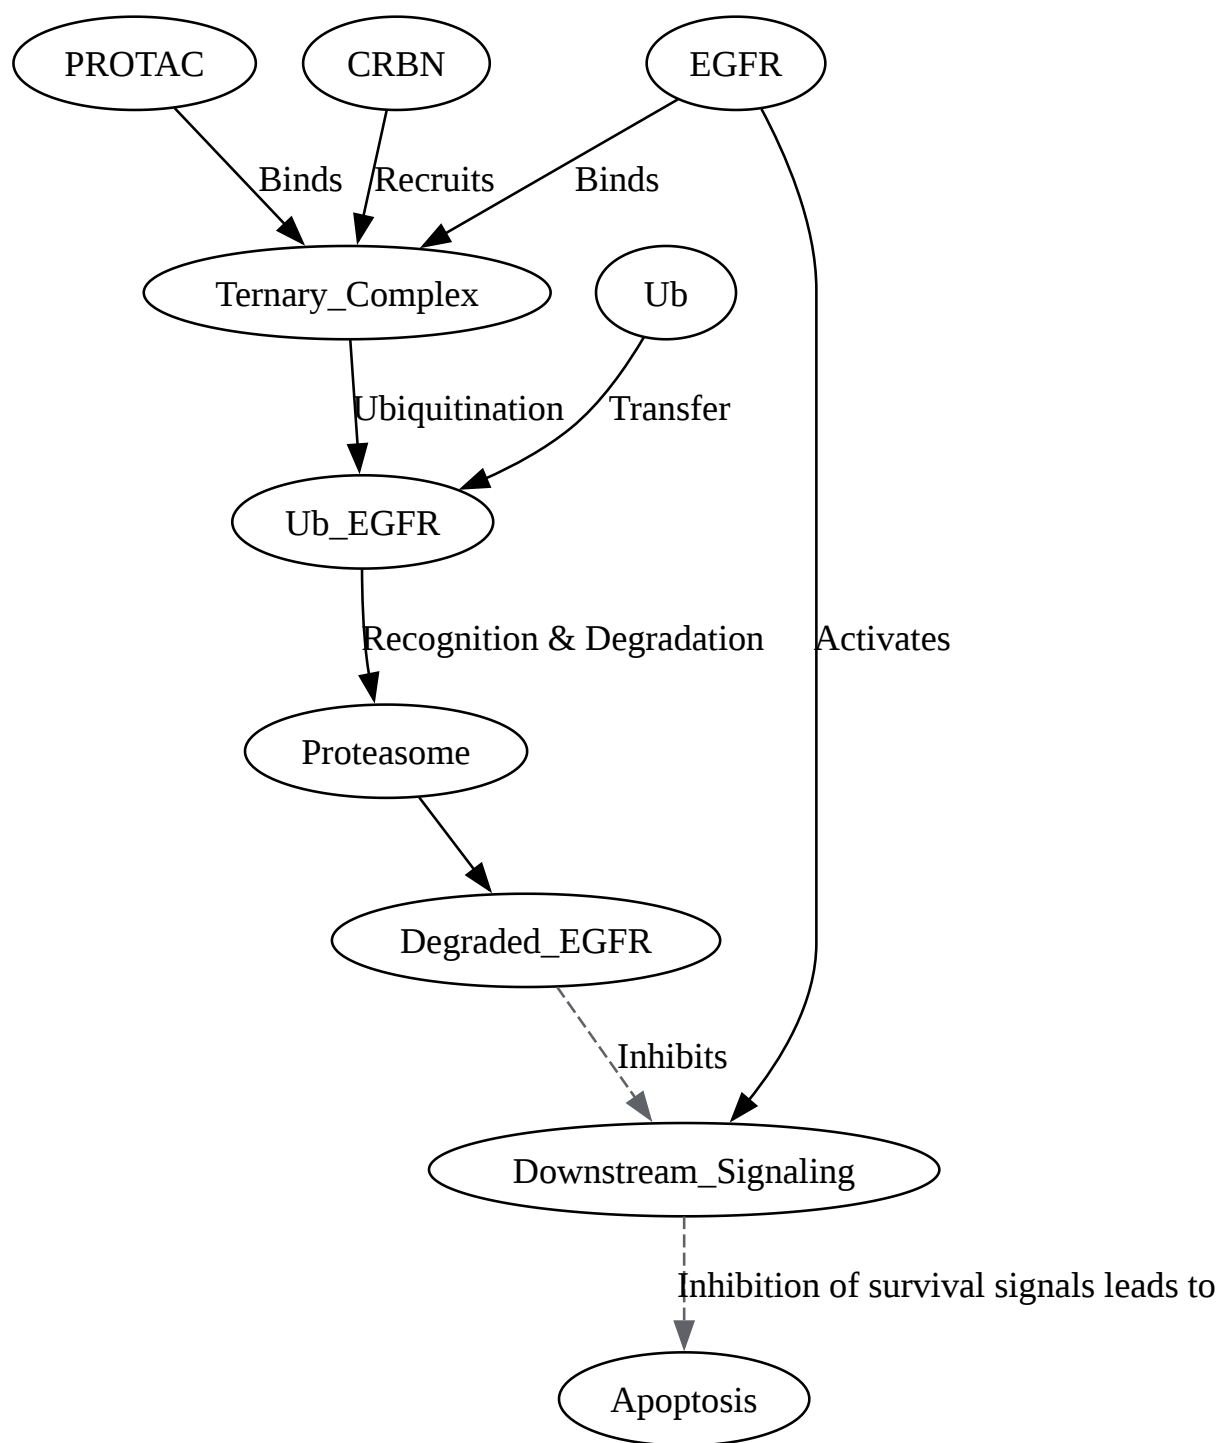 PROTAC
CRBN
EGFR
Binds
Recruits
Binds
Ternary_Complex
Ub
Ubiquitination
Transfer
Ub_EGFR
Recognition & Degradation
Activates
Proteasome
Degraded_EGFR
Inhibits
Downstream_Signaling
Inhibition of survival signals leads to
Apoptosis